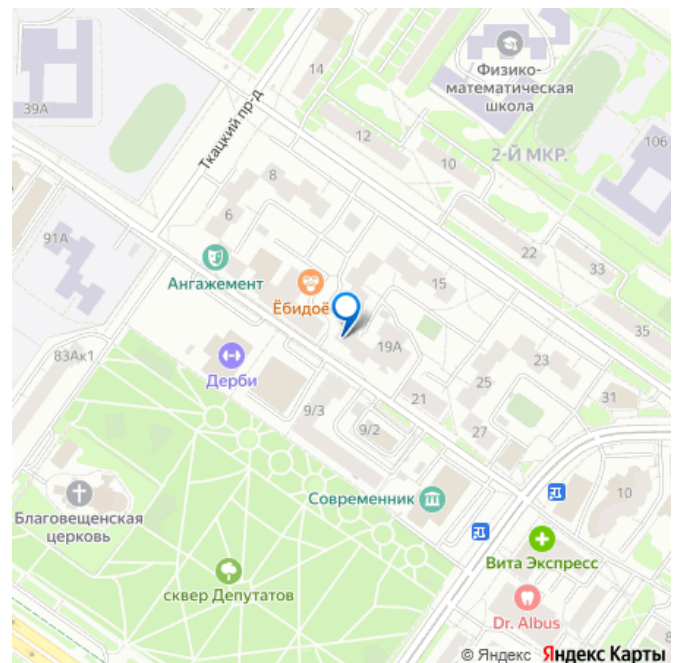 14
Физико-
математическая
школа
39А
Ткацкий пр-д
12
10
2-Й МКР.
106
8
6
91А
22
33
Ангажемент
15
Ёбидоё
35
83Ак1
19А
Дерби
23
25
31
9/3
21
9/2
27
Современник
10
Благовещенская
церковь
Вита Экспресс
сквер Депутатов
Dr. Albus
8
© Яндекс Яндекс Карты